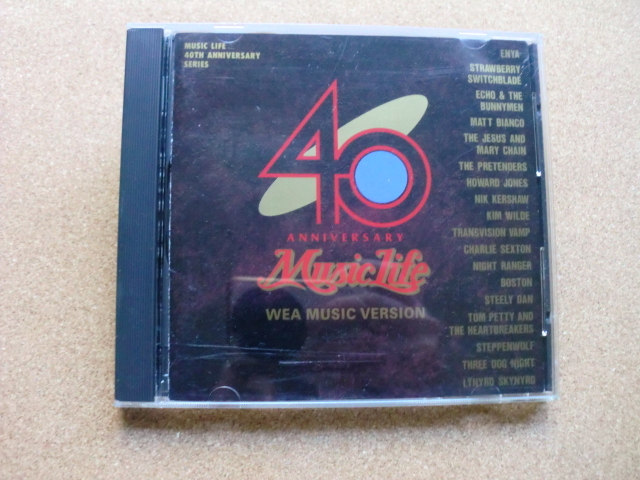 MUSIC LIFE
40TH ANNIVERSARY
SERIES
40
ANNIVERSARY
Music life
WEA MUSIC VERSION
ENYA
STRAWBERRY
SWITCHBLADE
ECHO & THE
BUNNYMEN
MATT BIANCO
THE JESUS AND
MARY CHAIN
THE PRETENDERS
HOWARD JONES
NIK KERSHAW
KIM WILDE
TRANSVISION VAMP
CHARLIE SEXTON
NIGHT RANGER
BOSTON
STEELY DAN
TOM PETTY AND
THE HEARTBREAKERS
STEPPENWOLF
THREE DOG NIGHT
LYNYRD SKYNYRD